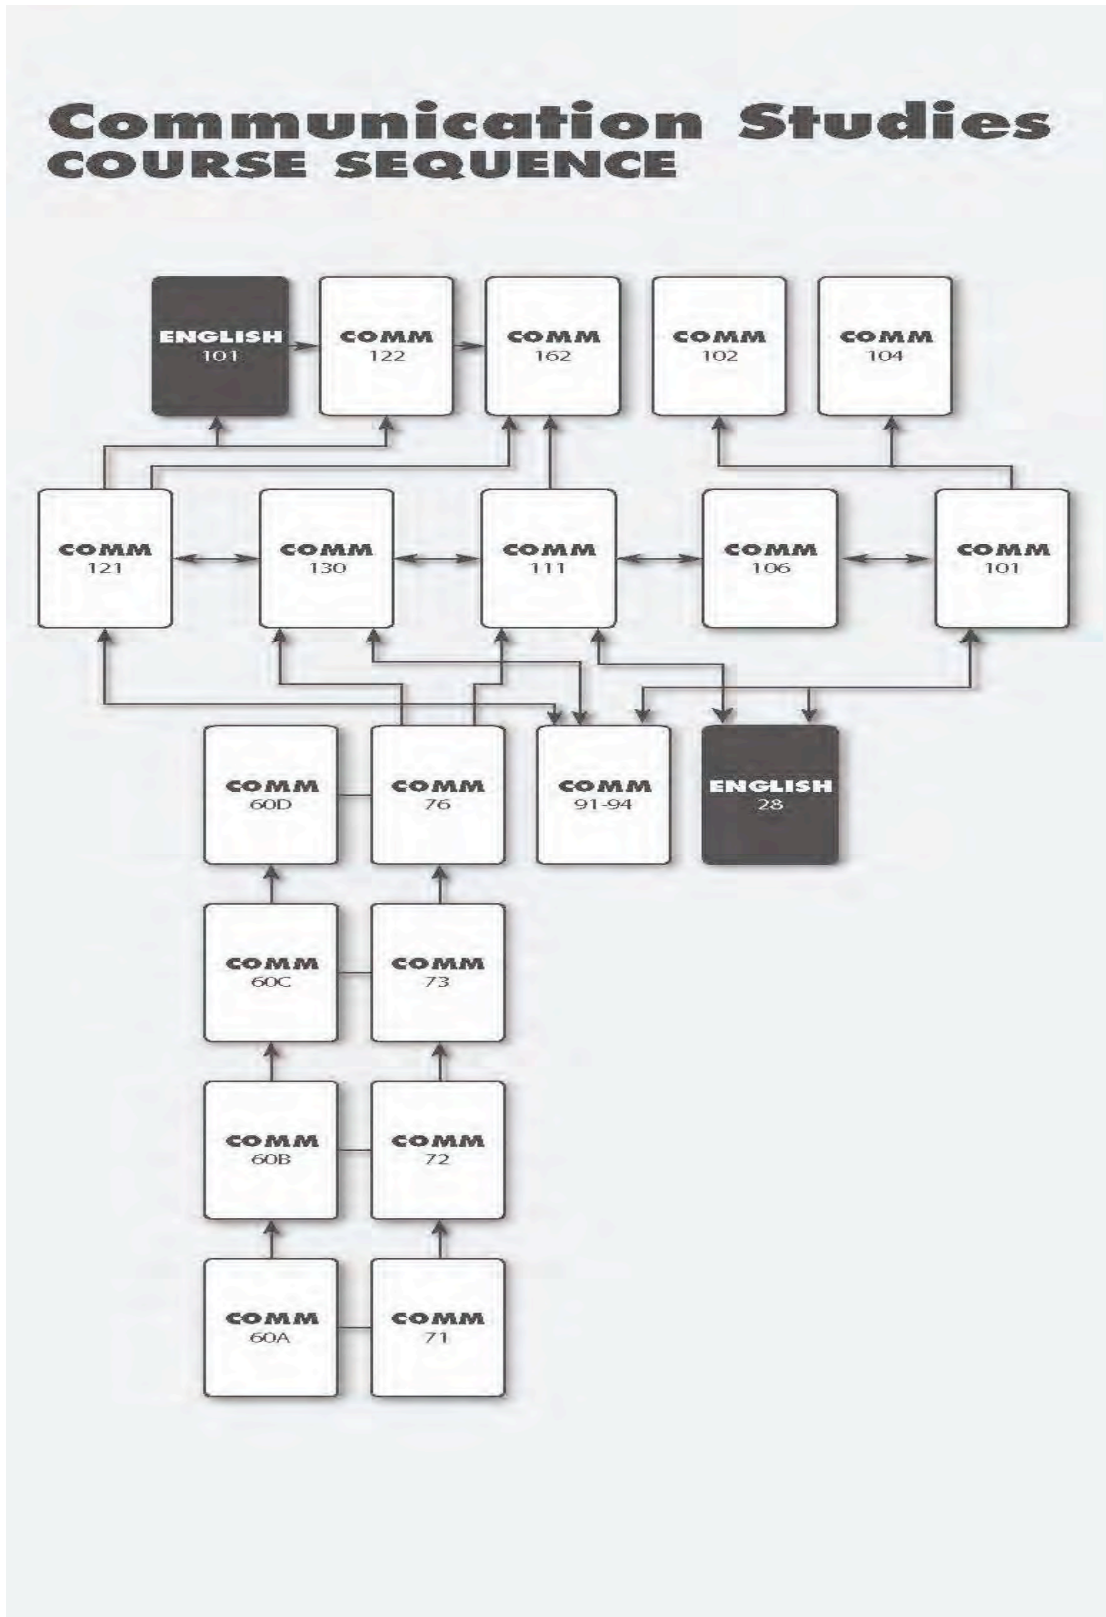 Communication Studies
COURSE SEQUENCE
ENGLISH
101
COMM
122
COMM
162
COMM
102
COMM
104
COMM
121
COMM
130
COMM
111
COMM
106
COMM
101
COMM
60D
COMM
76
COMM
91-94
ENGLISH
28
COMM
60C
COMM
73
COMM
60B
COMM
72
COMM
60A
COMM
71